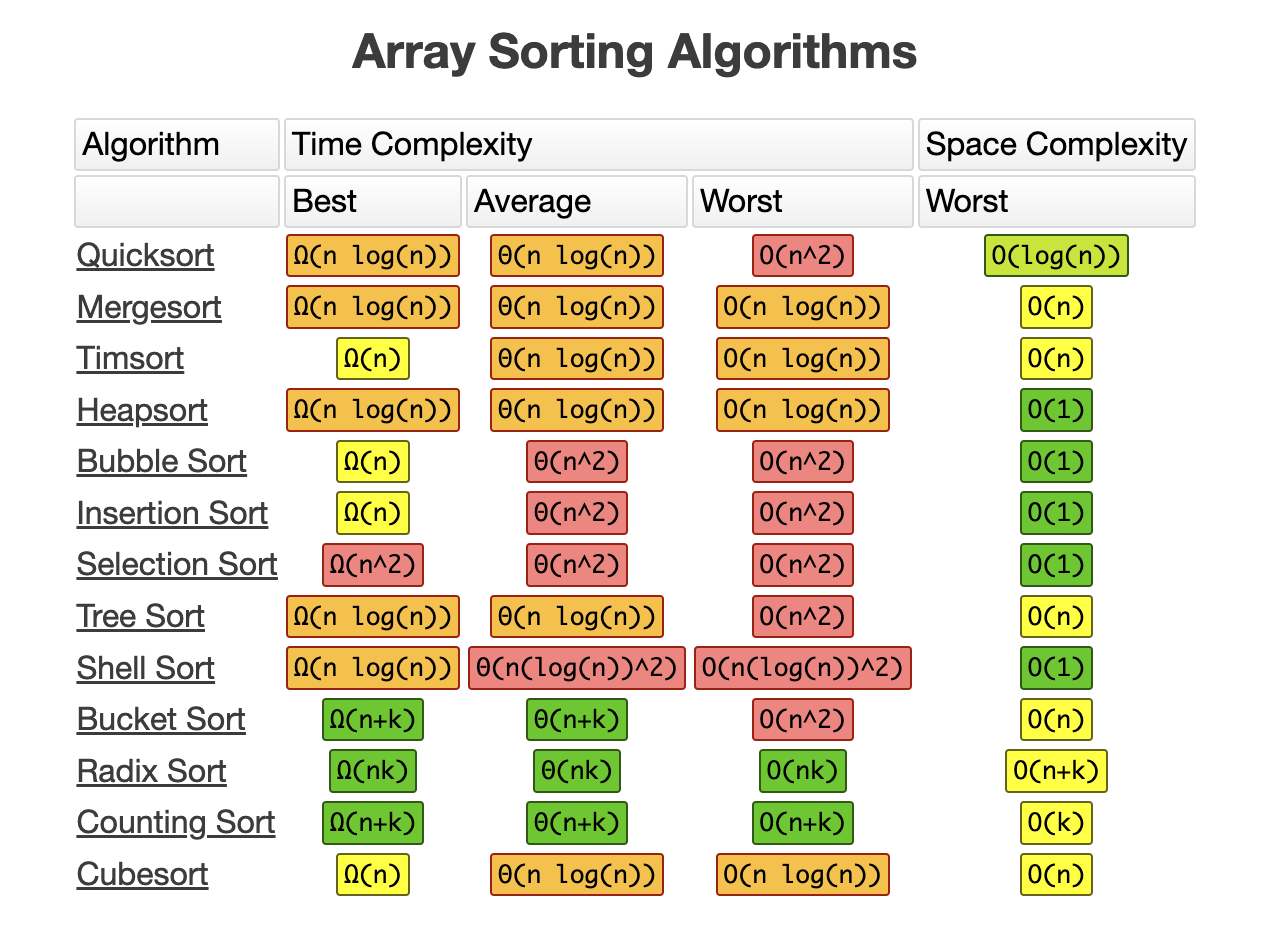 Array Sorting Algorithms
Algorithm Time Complexity Space Complexity
Best Average Worst Worst
Quicksort Ω(n log(n)) Θ(n log(n)) O(n^2) O(log(n))
Mergesort Ω(n log(n)) Θ(n log(n)) O(n log(n)) O(n)
Timsort Ω(n) Θ(n log(n)) O(n log(n)) O(n)
Heapsort Ω(n log(n)) Θ(n log(n)) O(n log(n)) O(1)
Bubble Sort Ω(n) Θ(n^2) O(n^2) O(1)
Insertion Sort Ω(n) Θ(n^2) O(n^2) O(1)
Selection Sort Ω(n^2) Θ(n^2) O(n^2) O(1)
Tree Sort Ω(n log(n)) Θ(n log(n)) O(n^2) O(n)
Shell Sort Ω(n log(n)) Θ(n(log(n))^2) O(n(log(n))^2) O(1)
Bucket Sort Ω(n+k) Θ(n+k) O(n^2) O(n)
Radix Sort Ω(nk) Θ(nk) O(nk) O(n+k)
Counting Sort Ω(n+k) Θ(n+k) O(n+k) O(k)
Cubesort Ω(n) Θ(n log(n)) O(n log(n)) O(n)